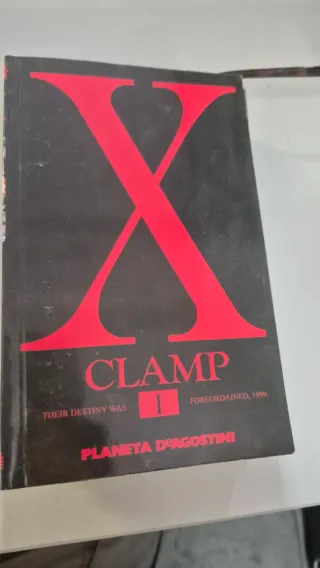 X
CLAMP
THEIR DESTINY WAS 1 FOREORDAINED, 1999.
PLANETA DeAGOSTINI